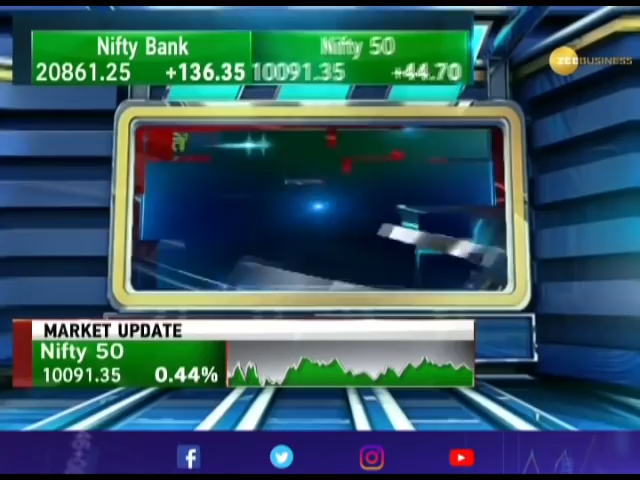 Nifty Bank
20861.25 +136.35
Nifty 50
10091.35 +44.70
ZEEBUSINESS
MARKET UPDATE
Nifty 50
10091.35 0.44%